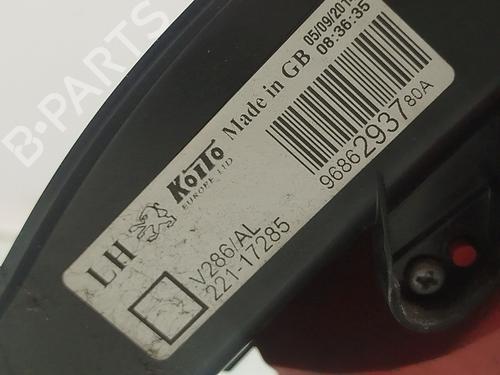 B-PARTS
LH
KOITO
EUROPE LTD
Made in GB
08:36:35
9686293780A
V286/AL
221-17285